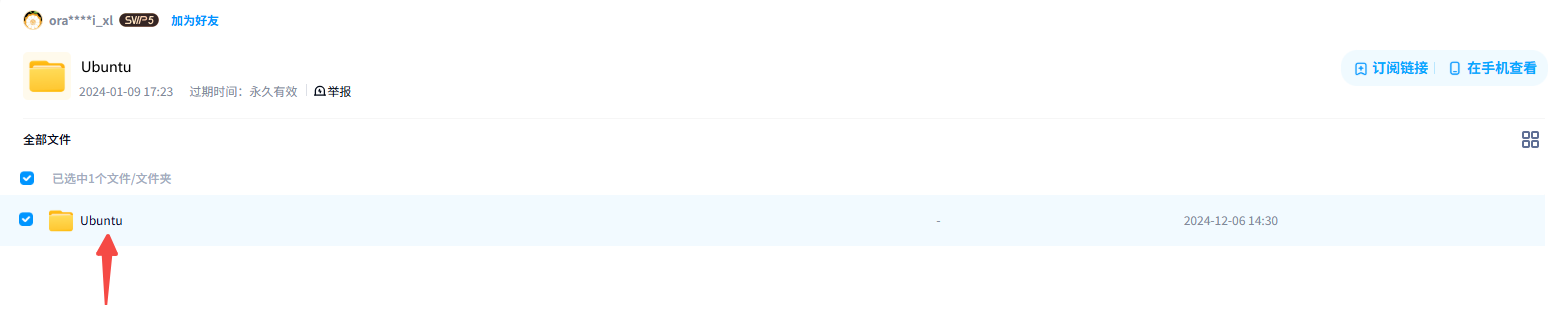 ora****i_xl SVIP5 加为好友
Ubuntu
订阅链接 在手机查看
2024-01-09 17:23 过期时间：永久有效 举报
全部文件
已选中1个文件/文件夹
Ubuntu - 2024-12-06 14:30